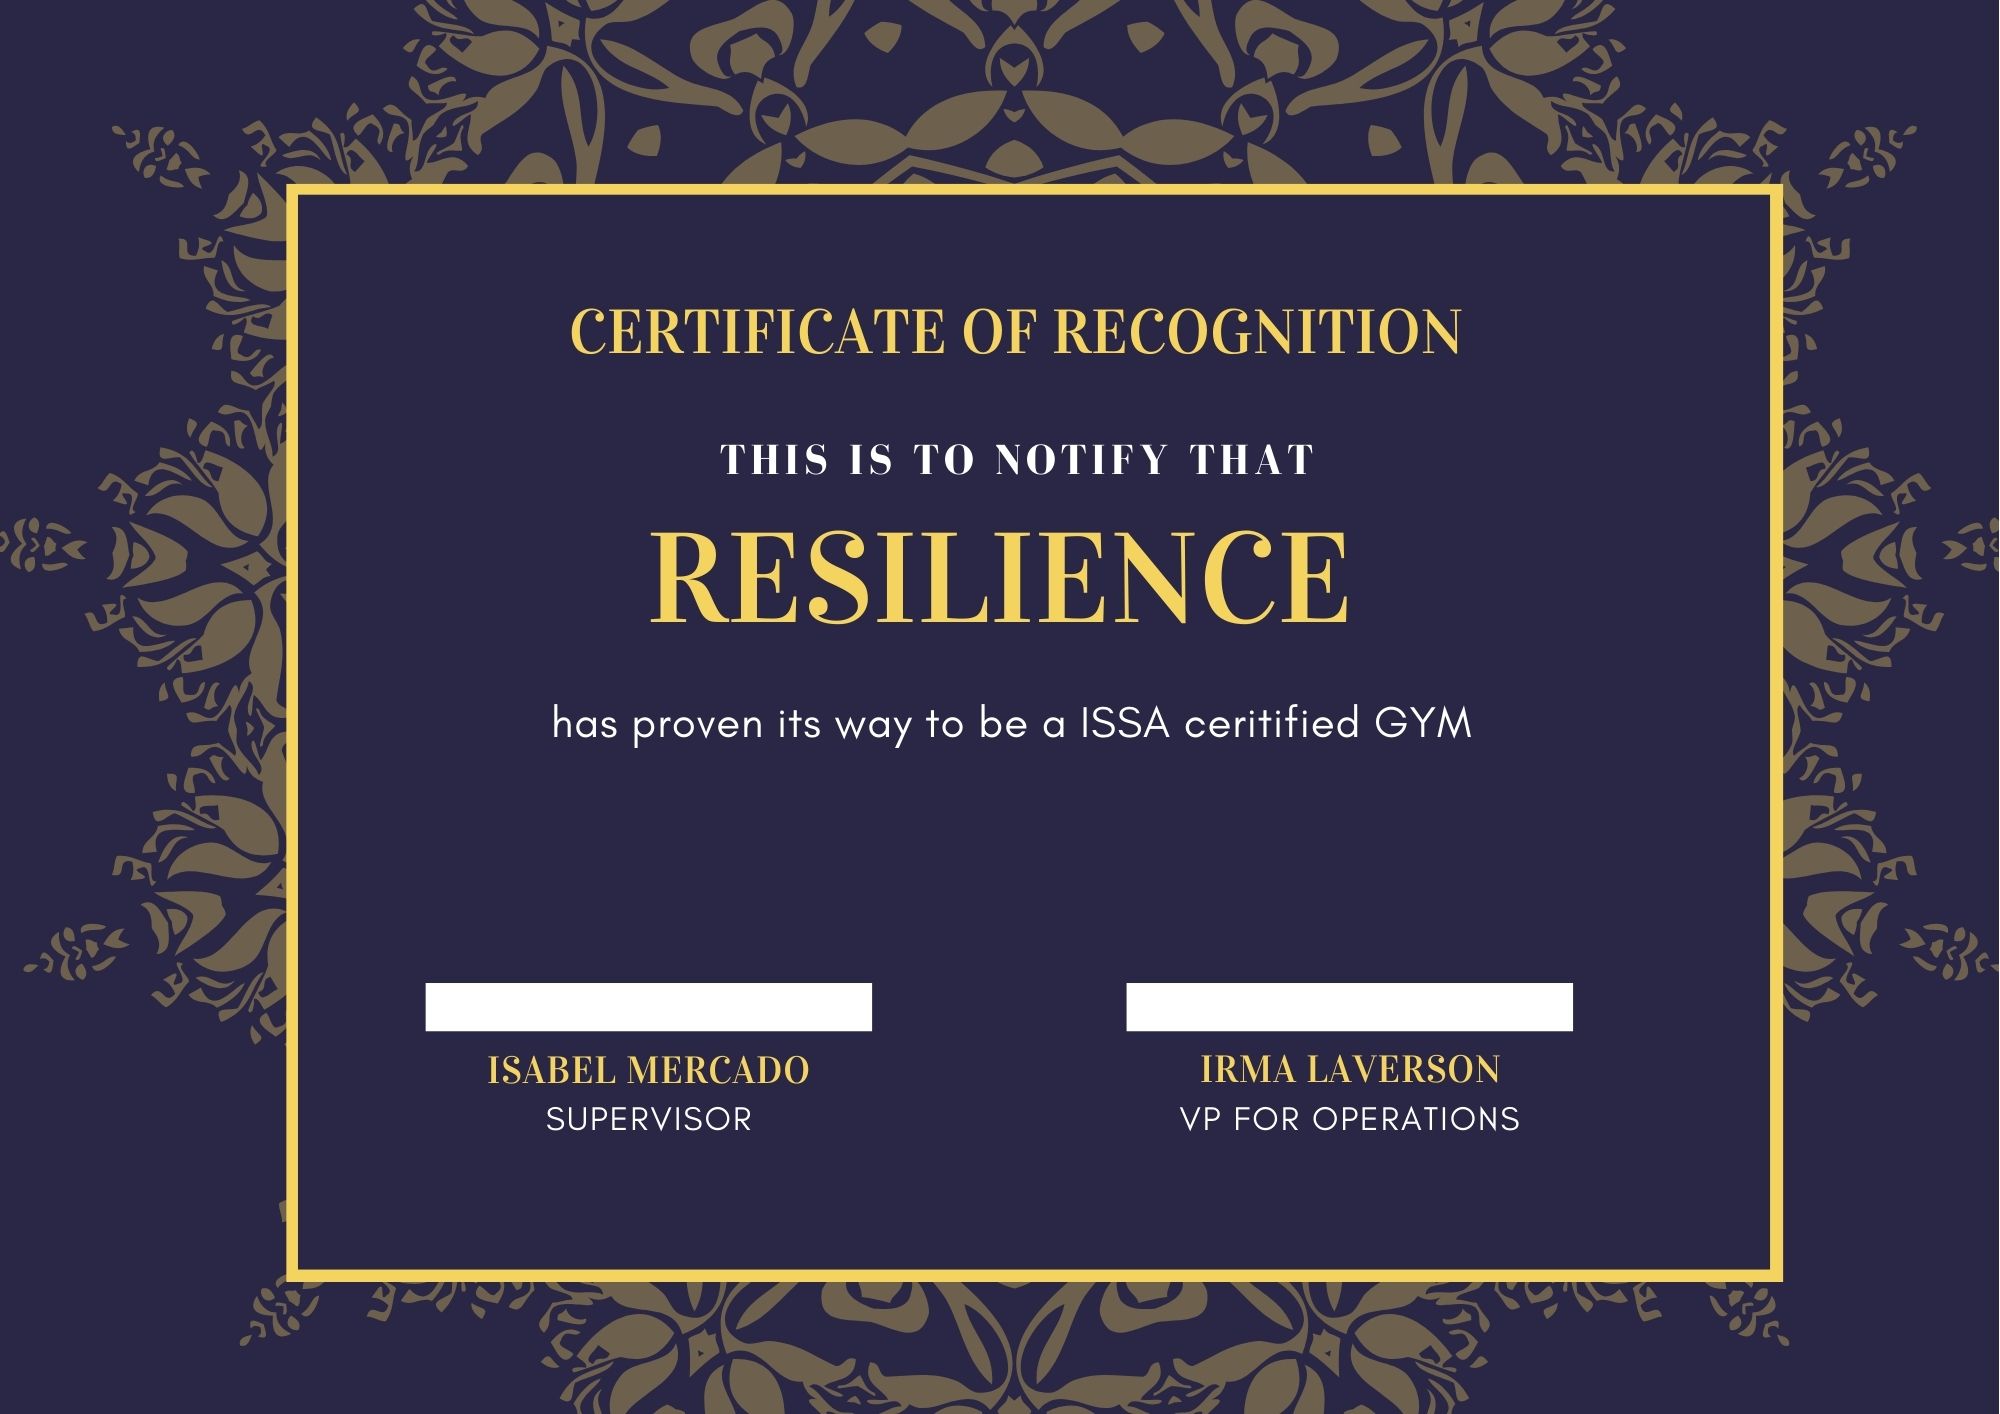 CERTIFICATE OF RECOGNITION
THIS IS TO NOTIFY THAT
RESILIENCE
has proven its way to be a ISSA ceritified GYM
ISABEL MERCADO
SUPERVISOR
IRMA LAVERSON
VP FOR OPERATIONS